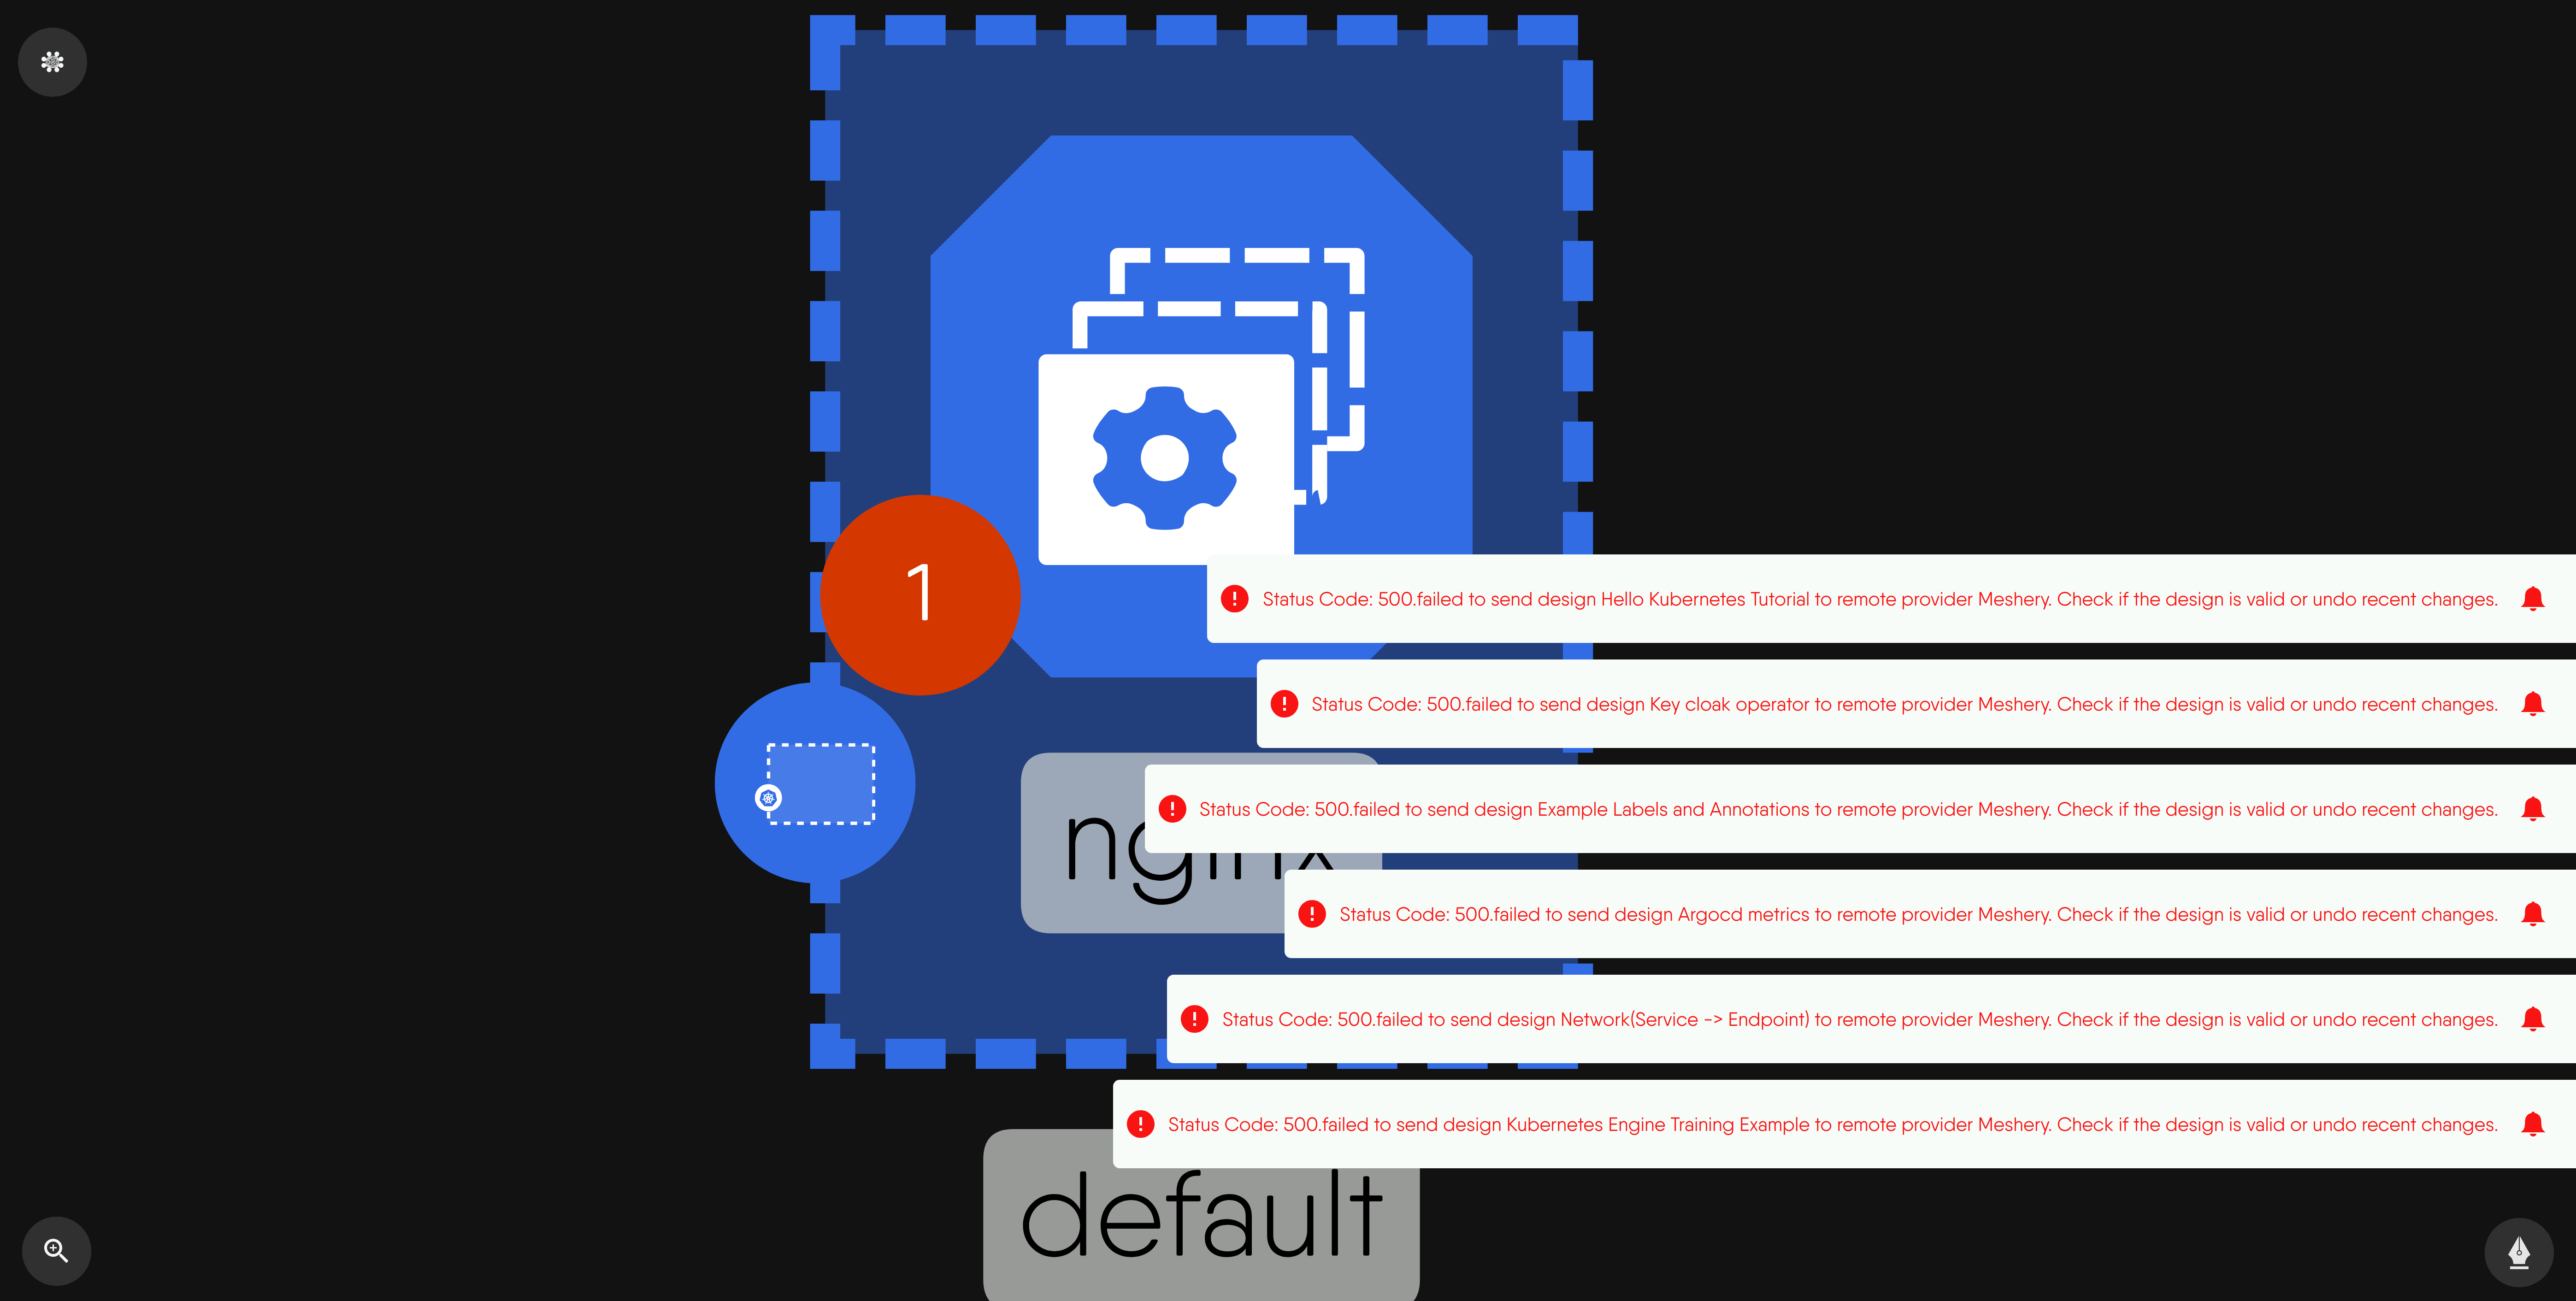 1
Status Code: 500.failed to send design Hello Kubernetes Tutorial to remote provider Meshery. Check if the design is valid or undo recent changes.
Status Code: 500.failed to send design Key cloak operator to remote provider Meshery. Check if the design is valid or undo recent changes.
nginx
Status Code: 500.failed to send design Example Labels and Annotations to remote provider Meshery. Check if the design is valid or undo recent changes.
Status Code: 500.failed to send design Argocd metrics to remote provider Meshery. Check if the design is valid or undo recent changes.
Status Code: 500.failed to send design Network(Service -> Endpoint) to remote provider Meshery. Check if the design is valid or undo recent changes.
Status Code: 500.failed to send design Kubernetes Engine Training Example to remote provider Meshery. Check if the design is valid or undo recent changes.
default